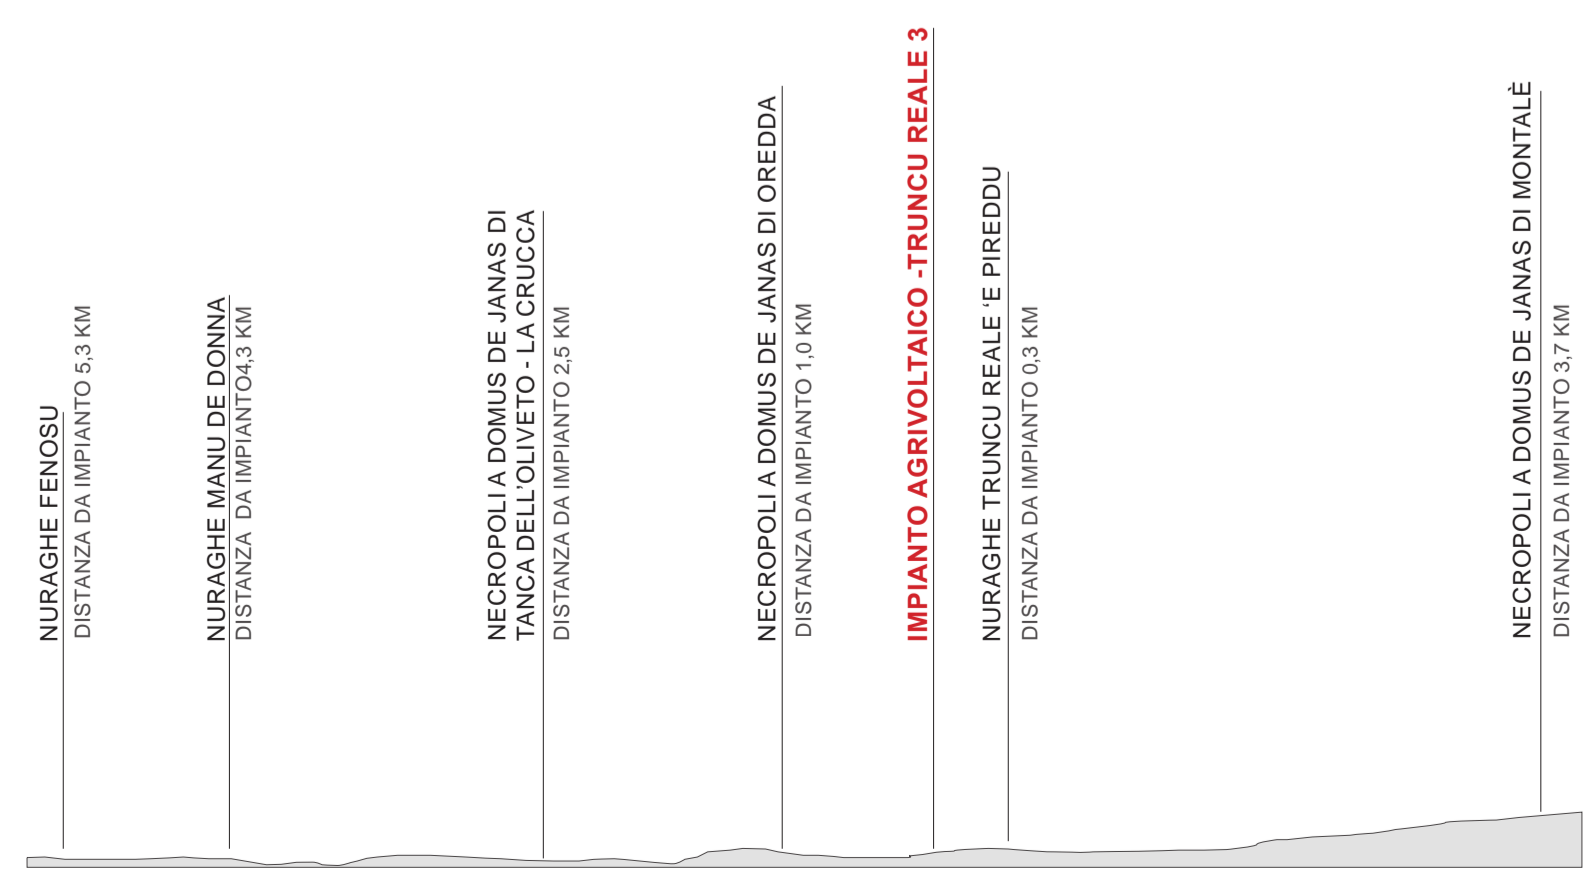 NURAGHE FENOSU
DISTANZA DA IMPIANTO 5,3 KM
NURAGHE MANU DE DONNA
DISTANZA DA IMPIANTO4,3 KM
NECROPOLI A DOMUS DE JANAS DI
TANCA DELL'OLIVETO - LA CRUCCA
DISTANZA DA IMPIANTO 2,5 KM
NECROPOLI A DOMUS DE JANAS DI OREDDA
DISTANZA DA IMPIANTO 1,0 KM
IMPIANTO AGRIVOLTAICO -TRUNCU REALE 3
NURAGHE TRUNCU REALE ‘E PIREDDU
DISTANZA DA IMPIANTO 0,3 KM
NECROPOLI A DOMUS DE JANAS DI MONTALÈ
DISTANZA DA IMPIANTO 3,7 KM